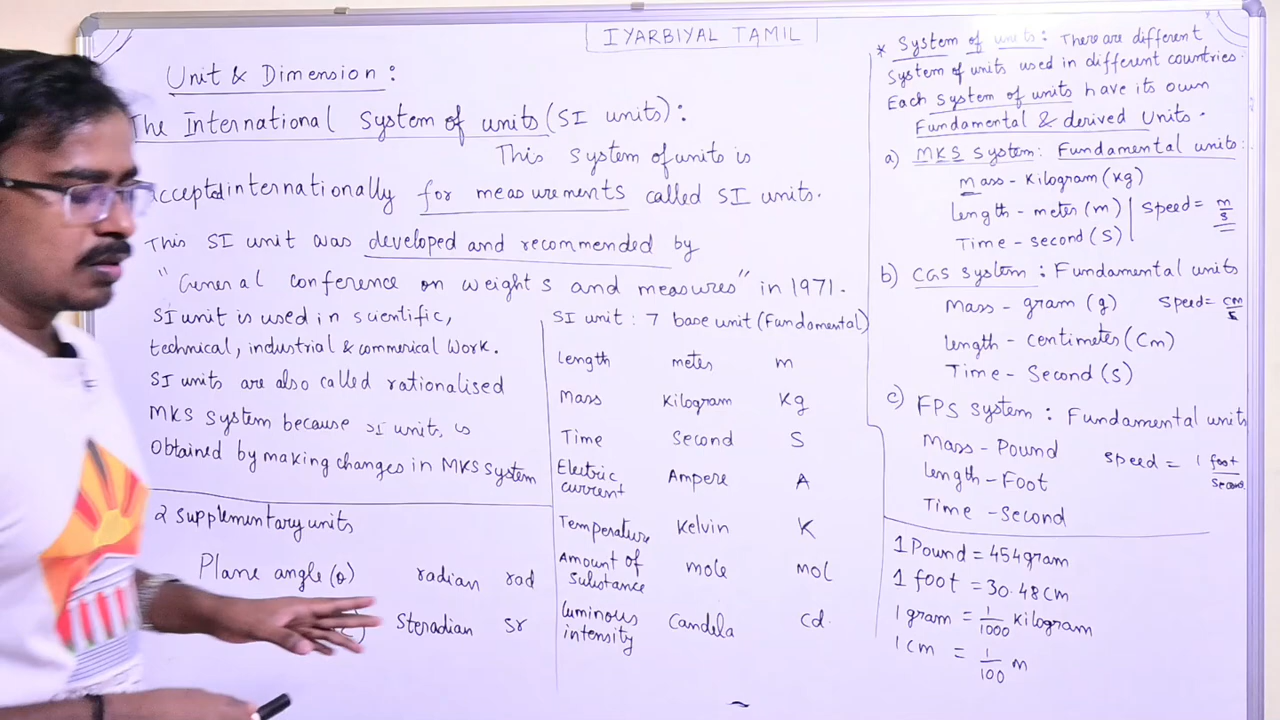 IYARBIYAL TAMIL
Unit & Dimension :
The International System of units (SI units) :
This System of units is
accepted internationally for measurements called SI units.
This SI unit was developed and recommended by
"General conference on weights and measures" in 1971.
SI unit is used in scientific,
technical, industrial & commerical work.
SI units are also called rationalised
MKS System because SI units, is
Obtained by making changes in MKS System
2 supplementary units
Plane angle (θ) radian rad
Steradian sr
SI unit : 7 base unit (Fundamental)
Length meter m
Mass Kilogram Kg
Time Second S
Electric current Ampere A
Temperature Kelvin K
Amount of Substance mole mol
Luminous intensity Candela cd.
* System of units : There are different
System of units used in different countries.
Each System of units have its own
Fundamental & derived Units.
a) MKS System : Fundamental units :
Mass - Kilogram (Kg)
Length - meter (m) Speed = m/s
Time - second (S)
b) CGS System : Fundamental units
Mass - gram (g) Speed = cm/s
Length - Centimeter (Cm)
Time - Second (S)
c) FPS System : Fundamental units
Mass - Pound
Length - Foot Speed = 1 foot/second
Time - Second
1 Pound = 454 gram
1 foot = 30.48 cm
1 gram = 1/1000 Kilogram
1 cm = 1/100 m